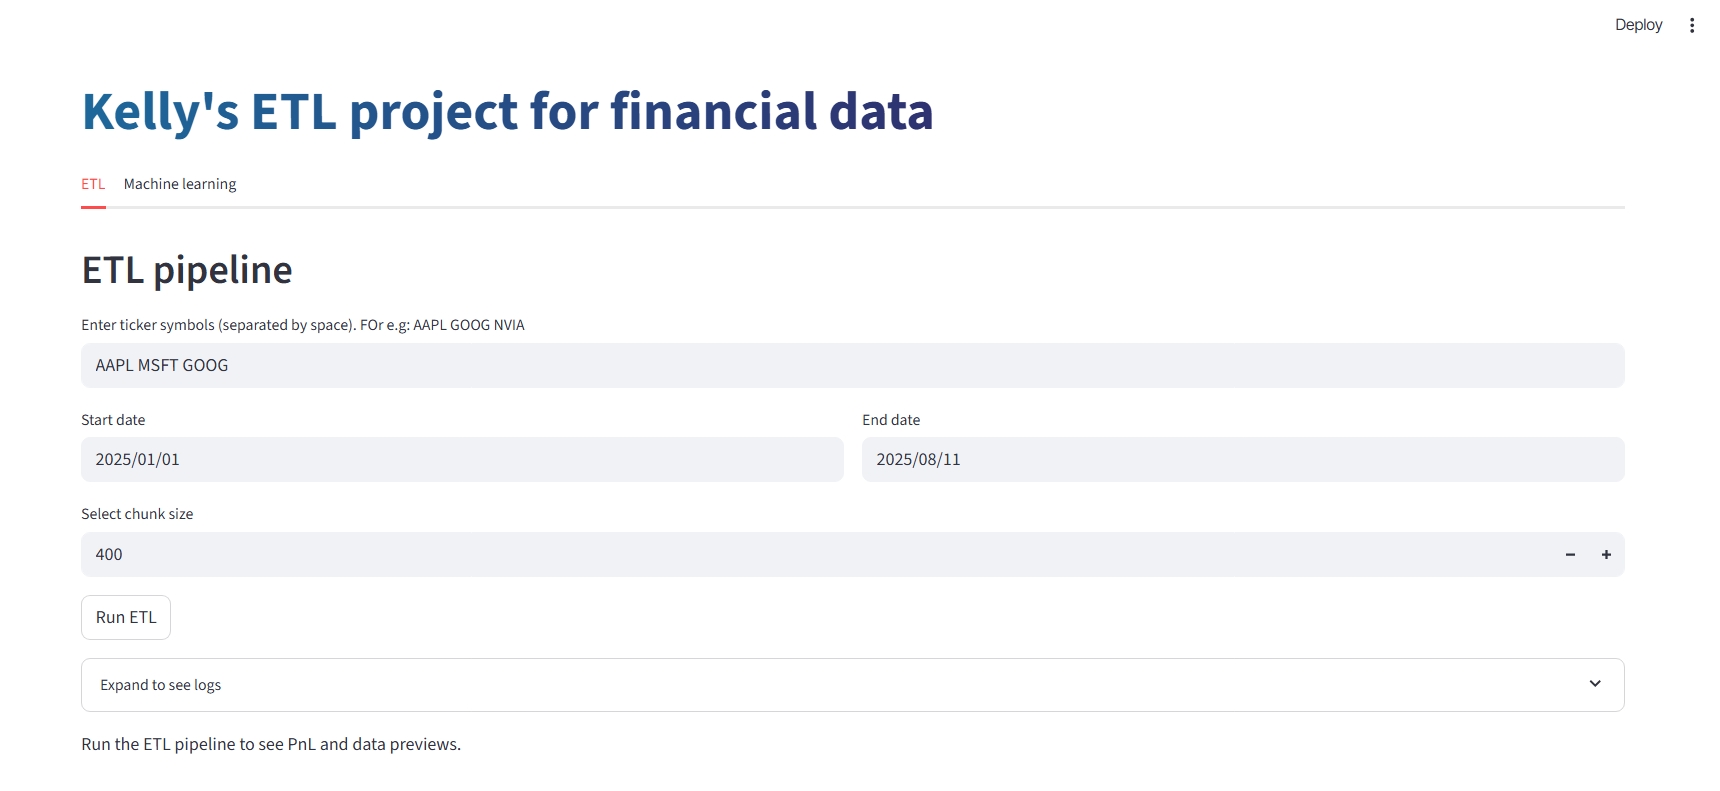 Deploy
Kelly's ETL project for financial data
ETL Machine learning
ETL pipeline
Enter ticker symbols (separated by space). FOr e.g: AAPL GOOG NVIA
AAPL MSFT GOOG
Start date End date
2025/01/01 2025/08/11
Select chunk size
400
Run ETL
Expand to see logs
Run the ETL pipeline to see PnL and data previews.